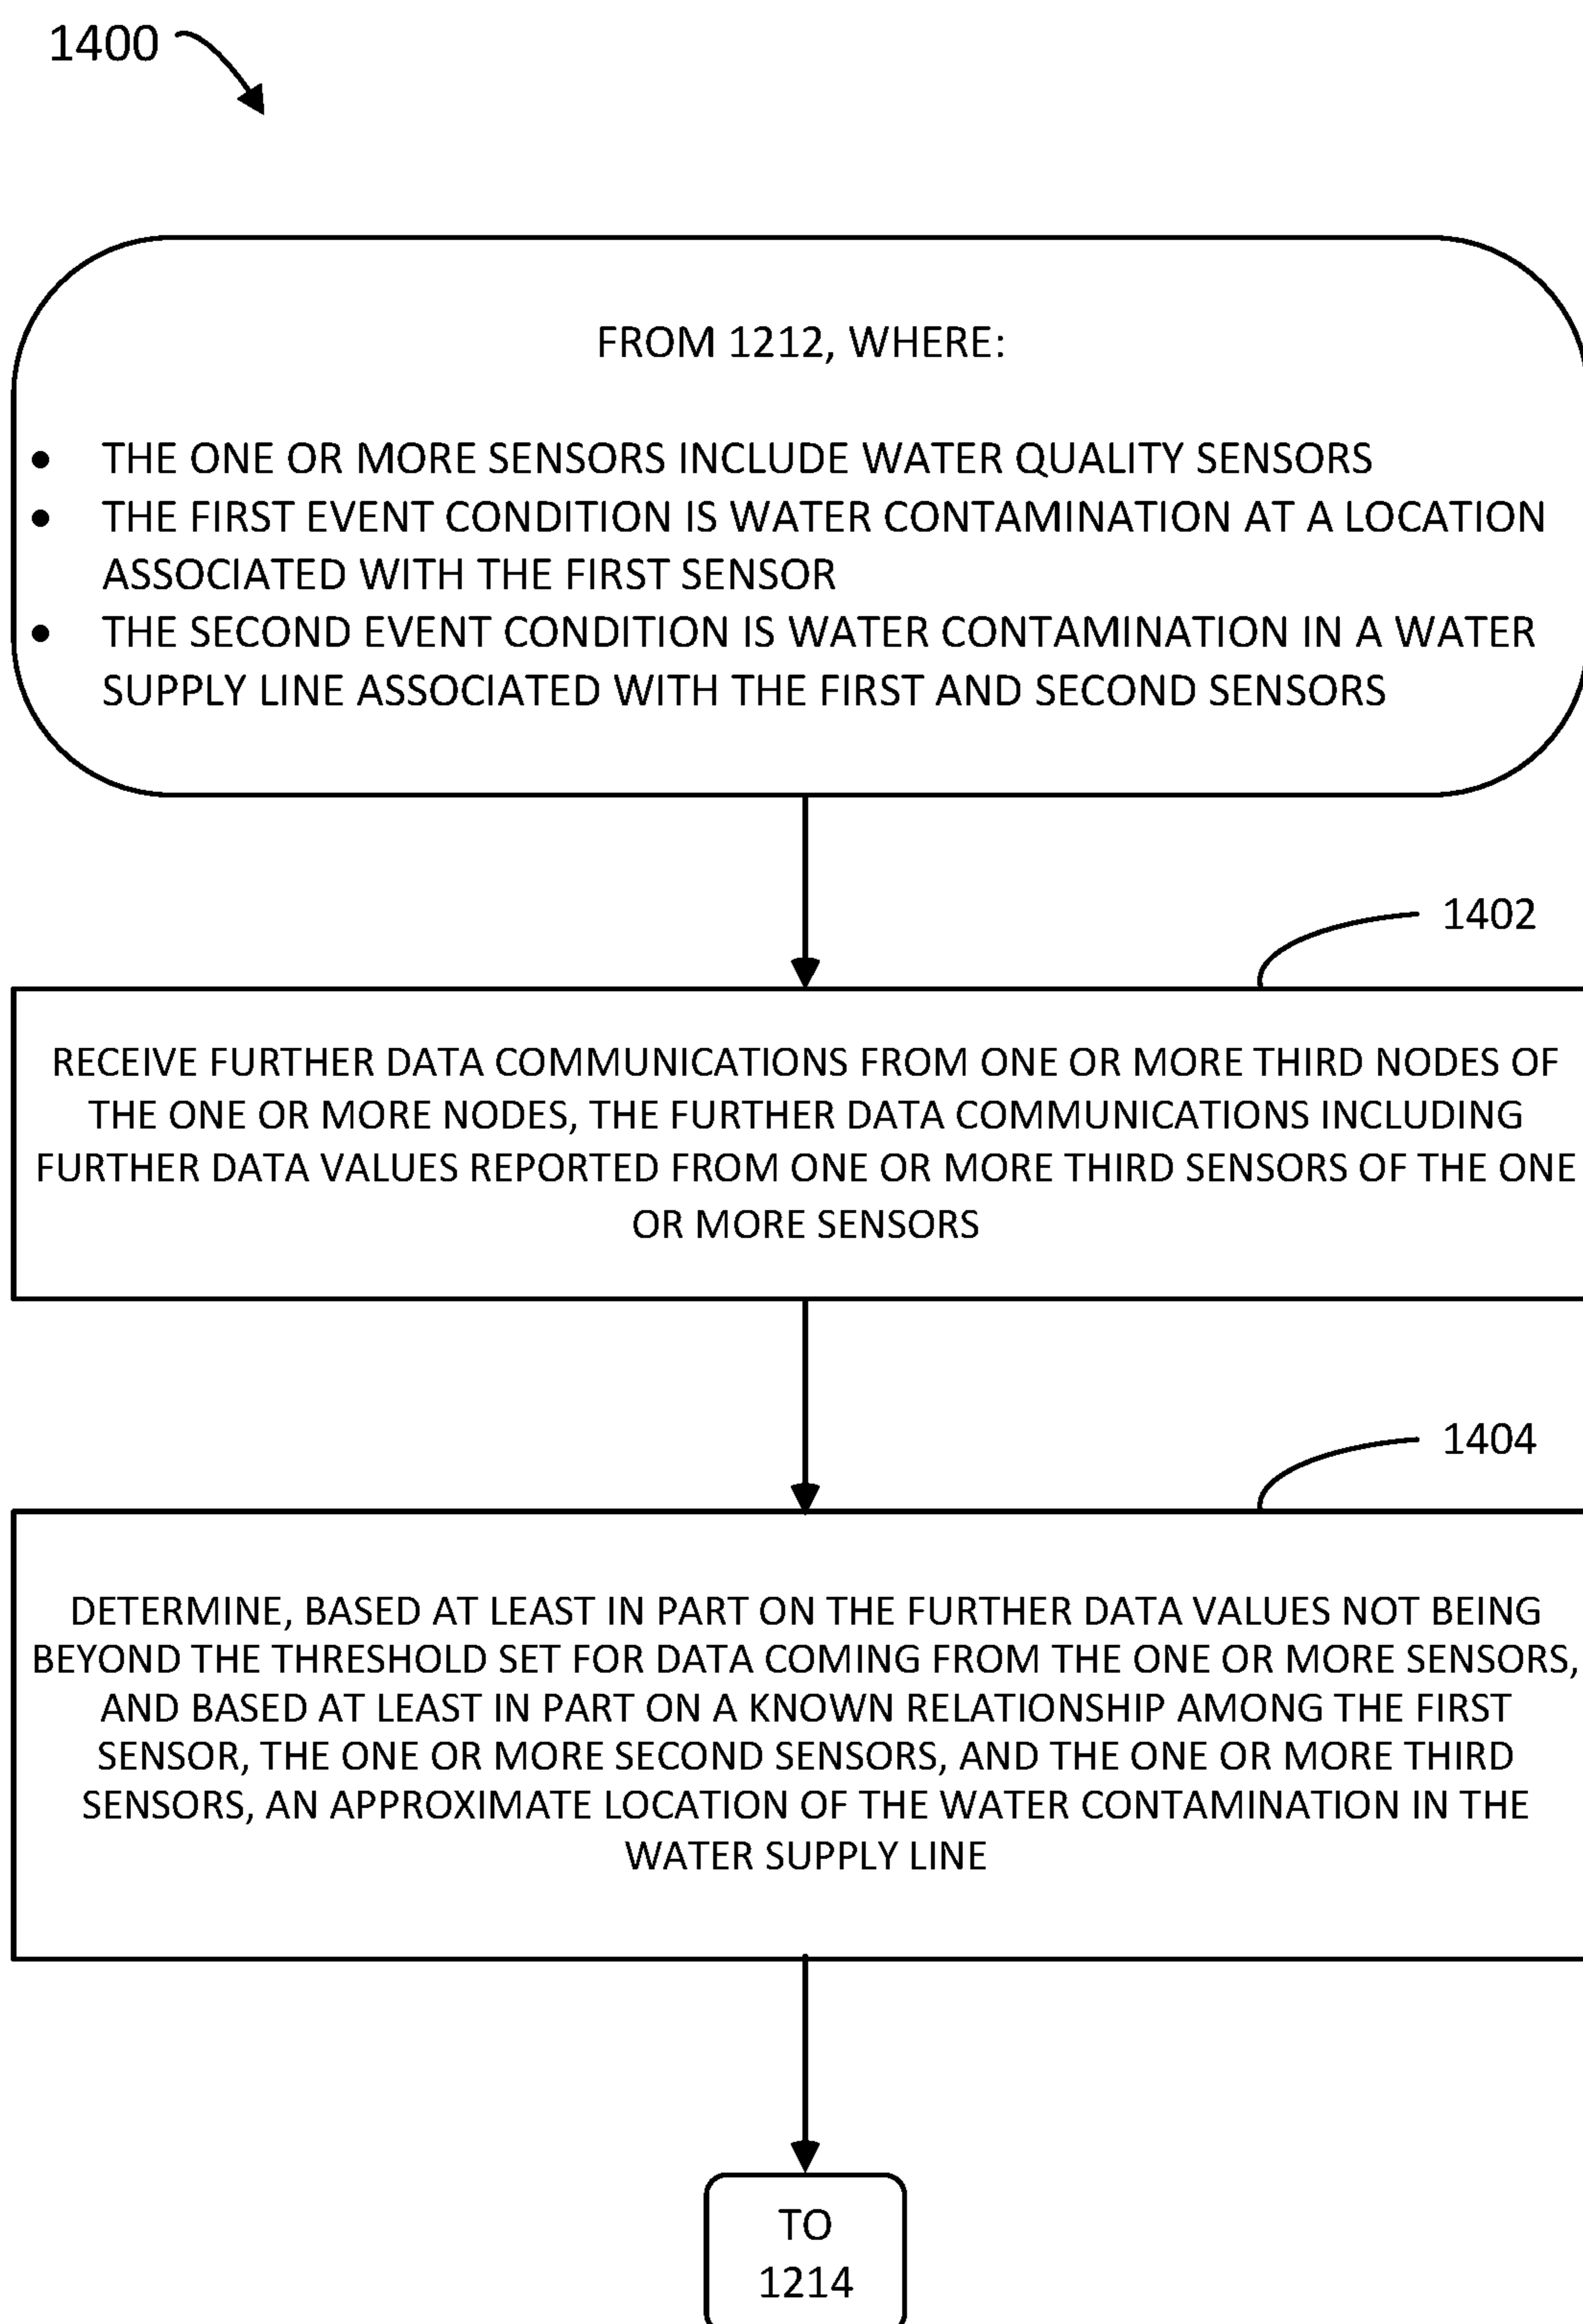 1400
FROM 1212, WHERE:
• THE ONE OR MORE SENSORS INCLUDE WATER QUALITY SENSORS
• THE FIRST EVENT CONDITION IS WATER CONTAMINATION AT A LOCATION
ASSOCIATED WITH THE FIRST SENSOR
• THE SECOND EVENT CONDITION IS WATER CONTAMINATION IN A WATER
SUPPLY LINE ASSOCIATED WITH THE FIRST AND SECOND SENSORS
1402
RECEIVE FURTHER DATA COMMUNICATIONS FROM ONE OR MORE THIRD NODES OF
THE ONE OR MORE NODES, THE FURTHER DATA COMMUNICATIONS INCLUDING
FURTHER DATA VALUES REPORTED FROM ONE OR MORE THIRD SENSORS OF THE ONE
OR MORE SENSORS
1404
DETERMINE, BASED AT LEAST IN PART ON THE FURTHER DATA VALUES NOT BEING
BEYOND THE THRESHOLD SET FOR DATA COMING FROM THE ONE OR MORE SENSORS,
AND BASED AT LEAST IN PART ON A KNOWN RELATIONSHIP AMONG THE FIRST
SENSOR, THE ONE OR MORE SECOND SENSORS, AND THE ONE OR MORE THIRD
SENSORS, AN APPROXIMATE LOCATION OF THE WATER CONTAMINATION IN THE
WATER SUPPLY LINE
TO
1214